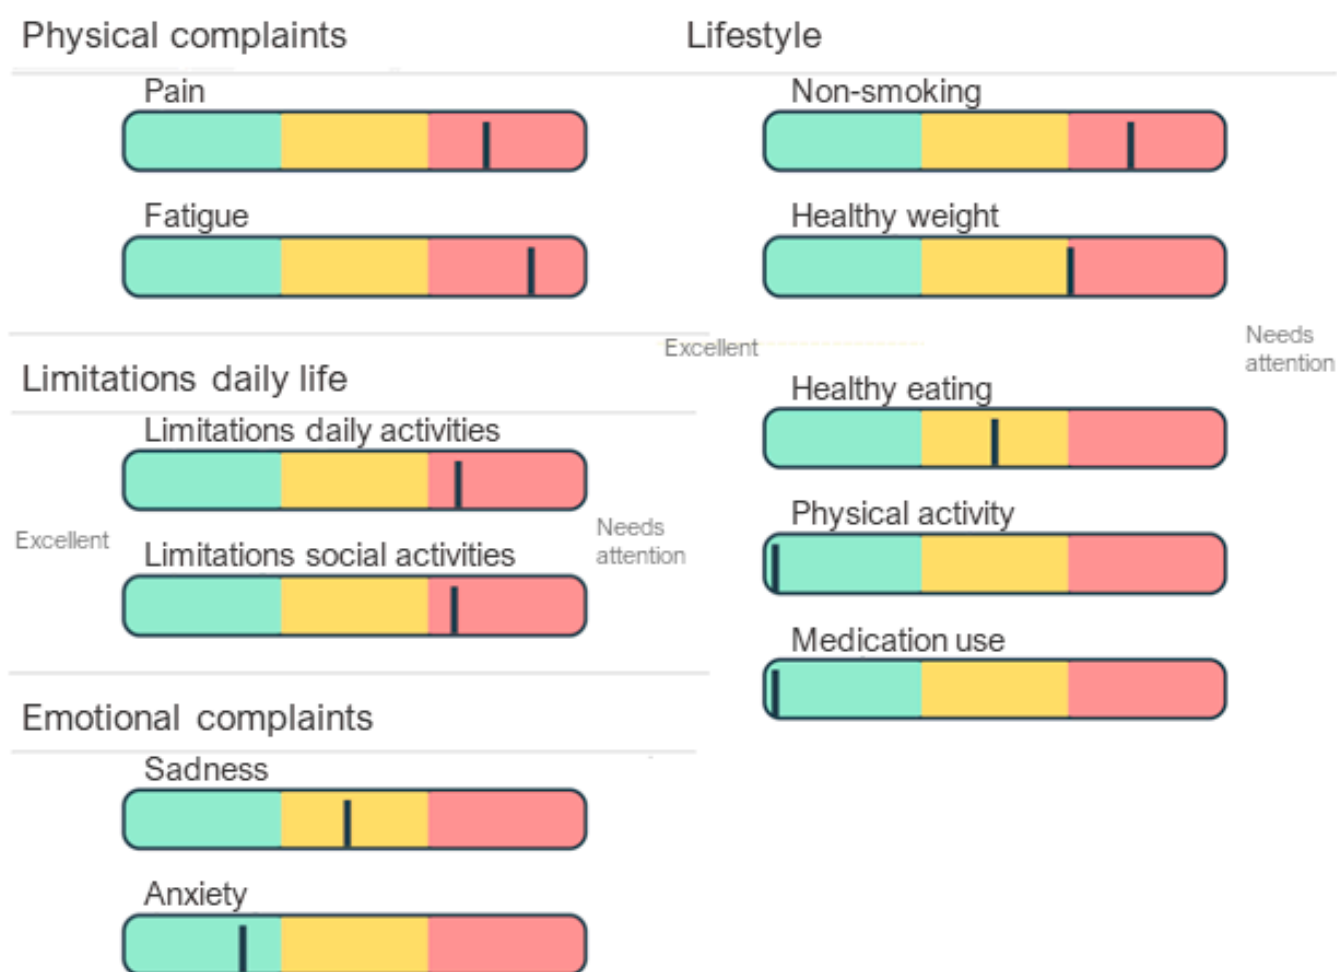 Physical complaints
Pain
Fatigue
Limitations daily life
Limitations daily activities
Excellent
Needs
attention
Limitations social activities
Emotional complaints
Sadness
Anxiety
Lifestyle
Non-smoking
Healthy weight
Excellent
Needs
attention
Healthy eating
Physical activity
Medication use